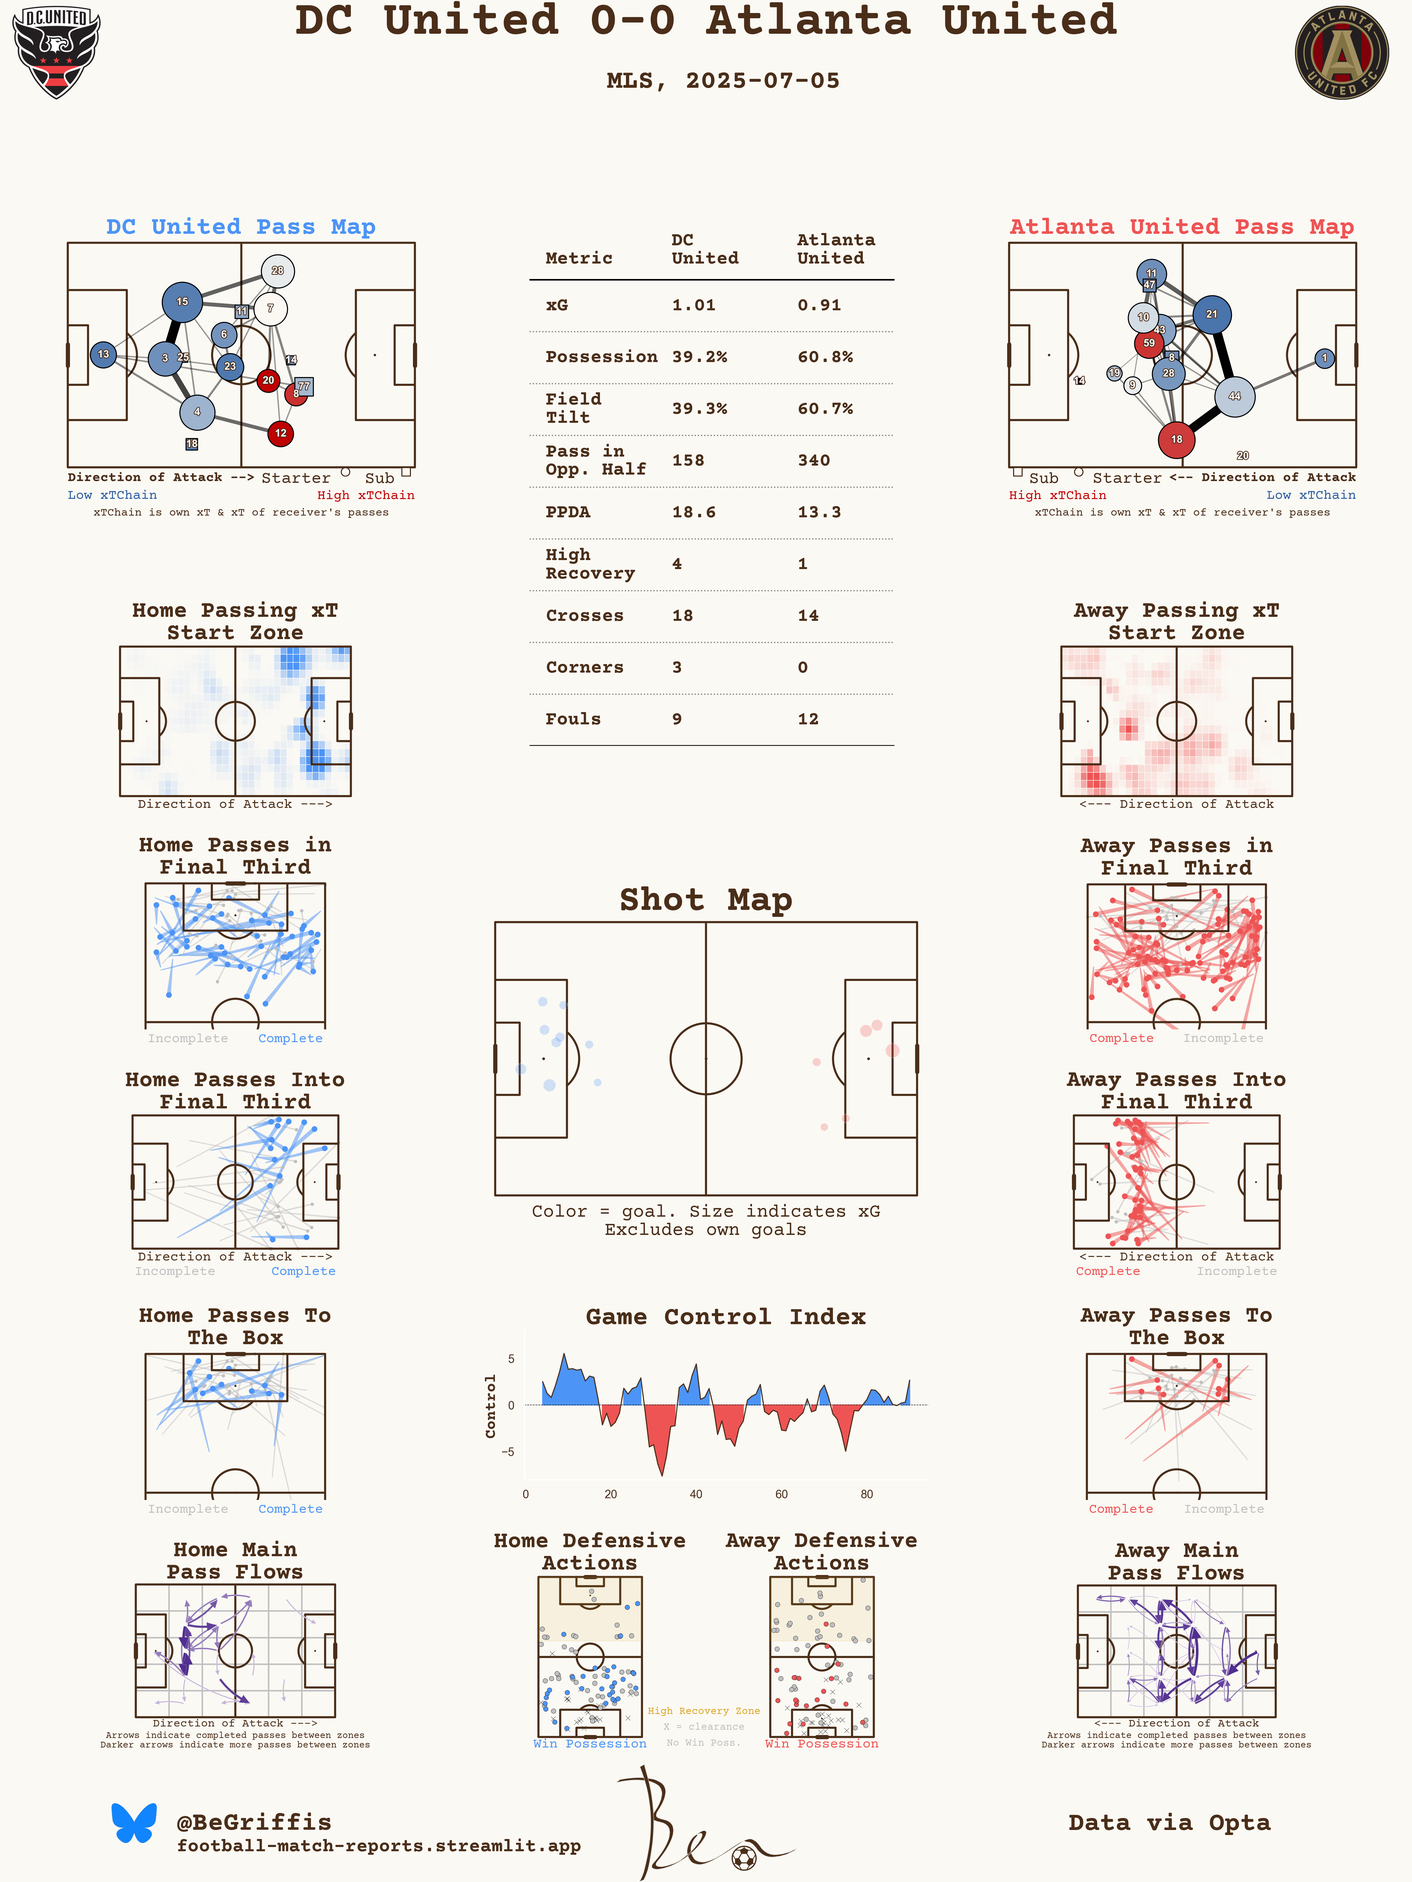 DC United 0-0 Atlanta United
MLS, 2025-07-05
D.C.UNITED
ATLANTA
UNITED FC
DC United Pass Map
28
15
7
11
6
13
3
25
14
23
20
77
8
4
12
18
Direction of Attack --> Starter Sub
Low xTChain High xTChain
xTChain is own xT & xT of receiver's passes
Metric DC United Atlanta United
xG 1.01 0.91
Possession 39.2% 60.8%
Field Tilt 39.3% 60.7%
Pass in Opp. Half 158 340
PPDA 18.6 13.3
High Recovery 4 1
Crosses 18 14
Corners 3 0
Fouls 9 12
Atlanta United Pass Map
11
47
10
21
43
59
8
1
19
28
14
9
44
18
20
Sub Starter <-- Direction of Attack
High xTChain Low xTChain
xTChain is own xT & xT of receiver's passes
Home Passing xT
Start Zone
Direction of Attack --->
Away Passing xT
Start Zone
<--- Direction of Attack
Home Passes in
Final Third
Incomplete Complete
Away Passes in
Final Third
Complete Incomplete
Shot Map
Color = goal. Size indicates xG
Excludes own goals
Home Passes Into
Final Third
Direction of Attack --->
Incomplete Complete
Away Passes Into
Final Third
<--- Direction of Attack
Complete Incomplete
Home Passes To
The Box
Incomplete Complete
Game Control Index
Control
5
0
−5
0 20 40 60 80
Away Passes To
The Box
Complete Incomplete
Home Main
Pass Flows
Direction of Attack --->
Arrows indicate completed passes between zones
Darker arrows indicate more passes between zones
Home Defensive
Actions
Win Possession
High Recovery Zone
X = clearance
No Win Poss.
Away Defensive
Actions
Win Possession
Away Main
Pass Flows
<--- Direction of Attack
Arrows indicate completed passes between zones
Darker arrows indicate more passes between zones
@BeGriffis
football-match-reports.streamlit.app
Ben
Data via Opta